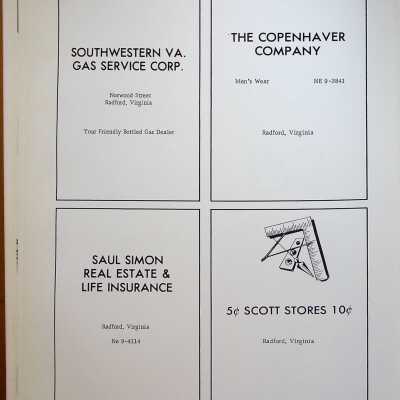 SOUTHWESTERN VA.
GAS SERVICE CORP.
Norwood Street
Radford, Virginia
Your Friendly Bottled Gas Dealer
THE COPENHAVER
COMPANY
Men's Wear NE 9-3841
Radford, Virginia
SAUL SIMON
REAL ESTATE &
LIFE INSURANCE
Radford, Virginia
Ne 9-4114
5¢ SCOTT STORES 10¢
Radford, Virginia